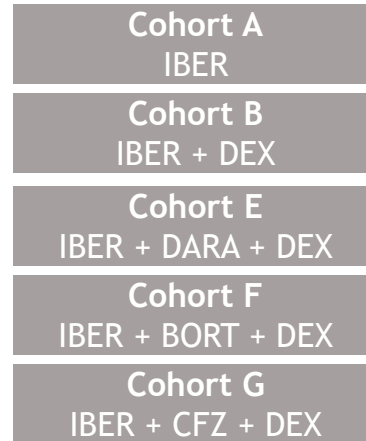 Cohort A
IBER
Cohort B
IBER + DEX
Cohort E
IBER + DARA + DEX
Cohort F
IBER + BORT + DEX
Cohort G
IBER + CFZ + DEX